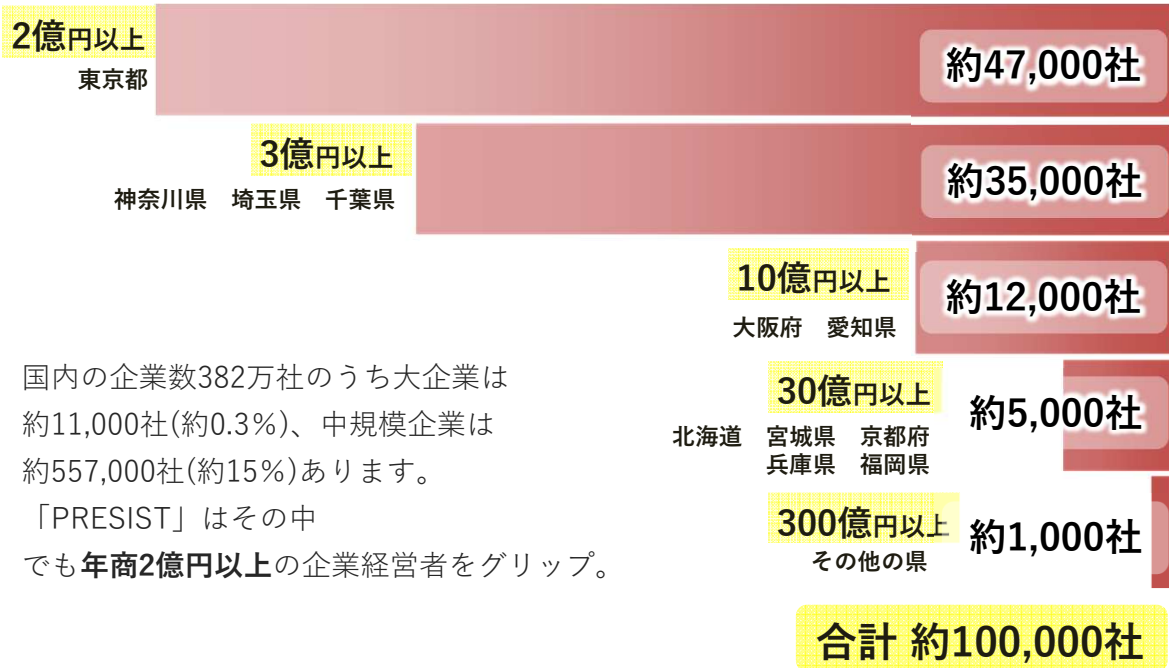 2億円以上
東京都
約47,000社
3億円以上
神奈川県 埼玉県 千葉県
約35,000社
10億円以上
大阪府 愛知県
約12,000社
30億円以上
北海道 宮城県 京都府
兵庫県 福岡県
約5,000社
300億円以上
その他の県
約1,000社
合計 約100,000社
国内の企業数382万社のうち大企業は
約11,000社(約0.3%)、中規模企業は
約557,000社(約15%)あります。
「PRESIST」はその中
でも年商2億円以上の企業経営者をグリップ。